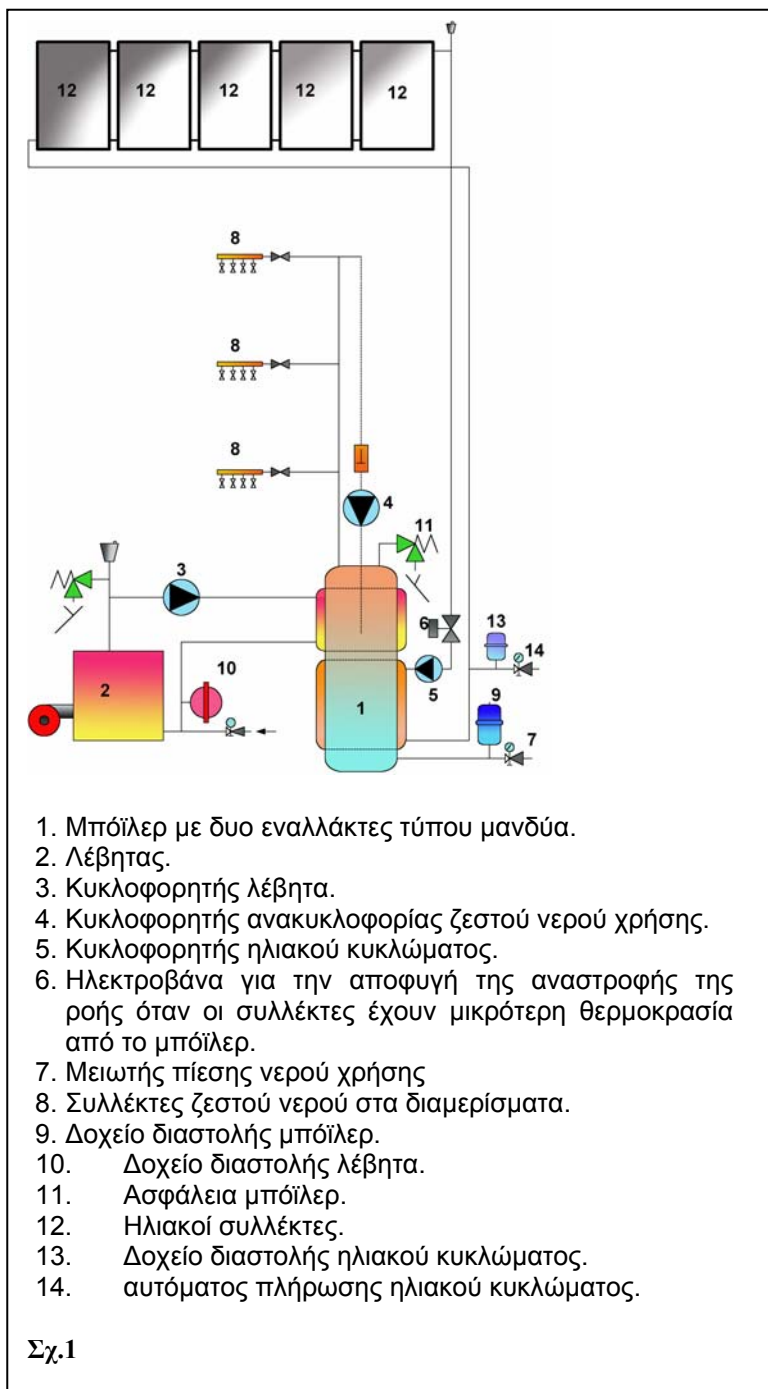 12 12 12 12 12
8
8
8
4
11
3
6
13
14
10
2
5
9
1
7
1. Μπόϊλερ με δυο εναλλάκτες τύπου μανδύα.
2. Λέβητας.
3. Κυκλοφορητής λέβητα.
4. Κυκλοφορητής ανακυκλοφορίας ζεστού νερού χρήσης.
5. Κυκλοφορητής ηλιακού κυκλώματος.
6. Ηλεκτροβάνα για την αποφυγή της αναστροφής της
ροής όταν οι συλλέκτες έχουν μικρότερη θερμοκρασία
από το μπόϊλερ.
7. Μειωτής πίεσης νερού χρήσης
8. Συλλέκτες ζεστού νερού στα διαμερίσματα.
9. Δοχείο διαστολής μπόϊλερ.
10. Δοχείο διαστολής λέβητα.
11. Ασφάλεια μπόϊλερ.
12. Ηλιακοί συλλέκτες.
13. Δοχείο διαστολής ηλιακού κυκλώματος.
14. αυτόματος πλήρωσης ηλιακού κυκλώματος.
Σχ.1